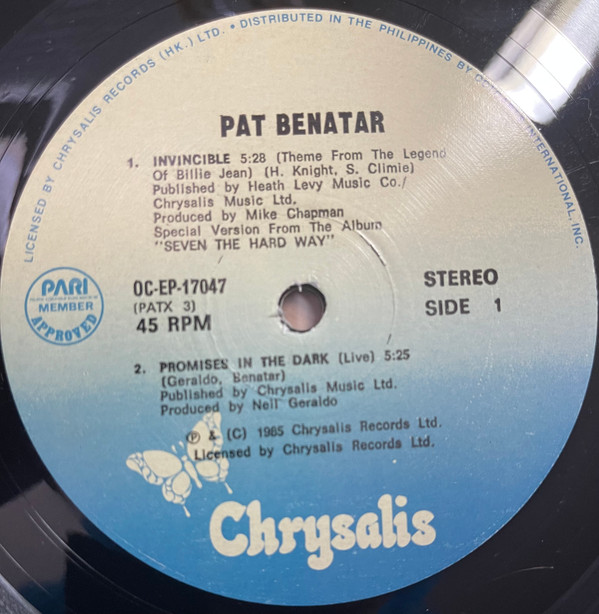 LICENSED BY CHRYSALIS RECORDS (HK.) LTD. • DISTRIBUTED IN THE PHILIPPINES BY
INTERNATIONAL, INC.
PAT BENATAR
1. INVINCIBLE 5:28 (Theme From The Legend
Of Billie Jean) (H. Knight, S. Climie)
Published by Heath Levy Music Co./
Chrysalis Music Ltd.
Produced by Mike Chapman
Special Version From The Album
"SEVEN THE HARD WAY"
PARI
MEMBER
APPROVED
OC-EP-17047
(PATX 3)
45 RPM
STEREO
SIDE 1
2. PROMISES IN THE DARK (Live) 5:25
(Geraldo, Benatar)
Published by Chrysalis Music Ltd.
Produced by Neil Geraldo
℗ & (C) 1985 Chrysalis Records Ltd.
Licensed by Chrysalis Records Ltd.
Chrysalis